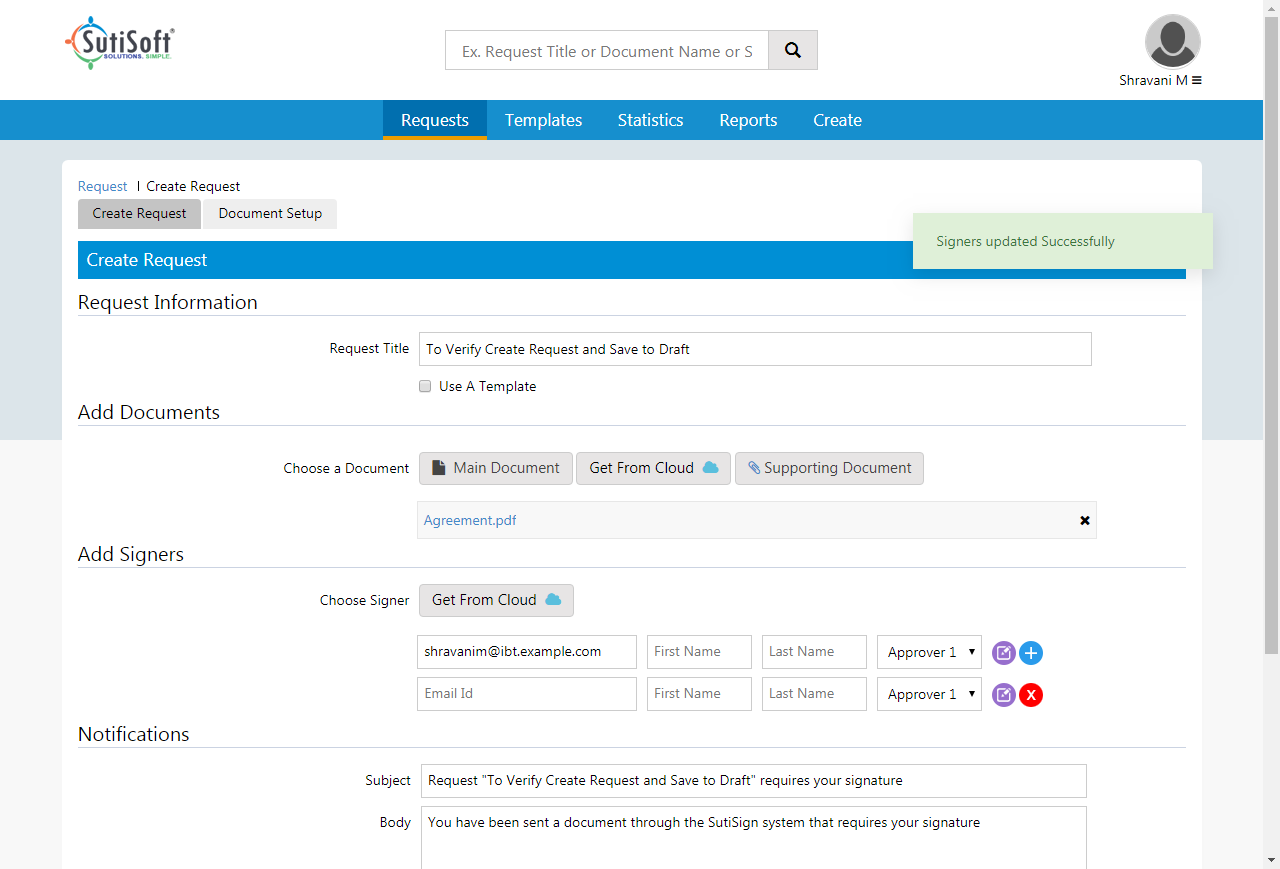 SutiSoft®
SOLUTIONS. SIMPLE.
Ex. Request Title or Document Name or S
Shravani M
Requests Templates Statistics Reports Create
Request | Create Request
Create Request Document Setup
Signers updated Successfully
Create Request
Request Information
Request Title To Verify Create Request and Save to Draft
Use A Template
Add Documents
Choose a Document Main Document Get From Cloud Supporting Document
Agreement.pdf
Add Signers
Choose Signer Get From Cloud
shravanim@ibt.example.com First Name Last Name Approver 1
Email Id First Name Last Name Approver 1 X
Notifications
Subject Request "To Verify Create Request and Save to Draft" requires your signature
Body You have been sent a document through the SutiSign system that requires your signature